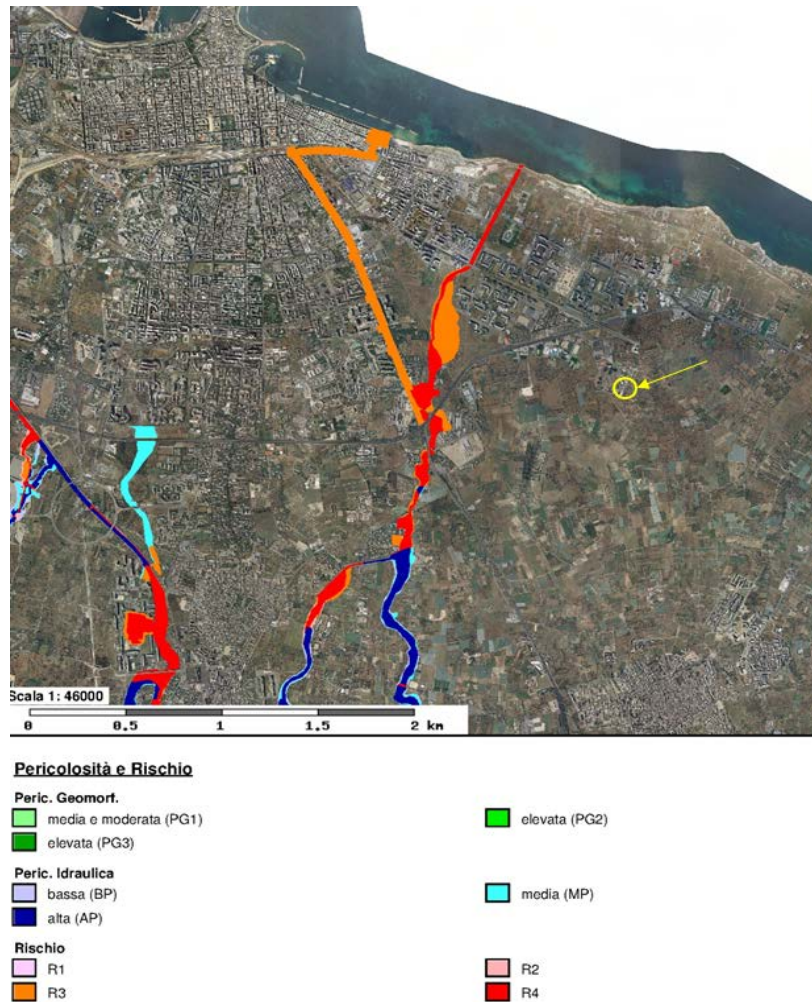 Scala 1: 46000
0 0.5 1 1.5 2 km
Pericolosità e Rischio
Peric. Geomorf.
media e moderata (PG1) elevata (PG2)
elevata (PG3)
Peric. Idraulica
bassa (BP) media (MP)
alta (AP)
Rischio
R1 R2
R3 R4